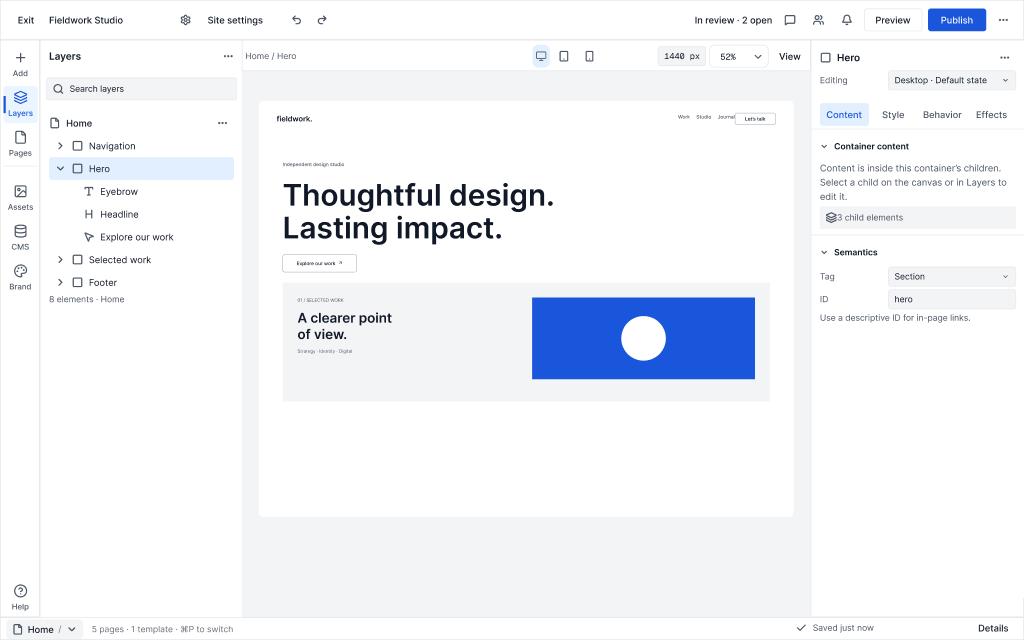 Exit
Fieldwork Studio
Site settings
In review · 2 open
Preview
Publish
Add
Layers
Pages
Assets
CMS
Brand
Help
Layers
Search layers
Home
Navigation
Hero
Eyebrow
Headline
Explore our work
Selected work
Footer
8 elements · Home
Home / Hero
1440 px
52%
View
fieldwork.
Work Studio Journal
Let's talk
Independent design studio
Thoughtful design.
Lasting impact.
Explore our work ↗
01 / SELECTED WORK
A clearer point
of view.
Strategy · Identity · Digital
Hero
Editing
Desktop · Default state
Content
Style
Behavior
Effects
Container content
Content is inside this container's children.
Select a child on the canvas or in Layers to
edit it.
3 child elements
Semantics
Tag
Section
ID
hero
Use a descriptive ID for in-page links.
Home /
5 pages · 1 template · ⌘P to switch
Saved just now
Details